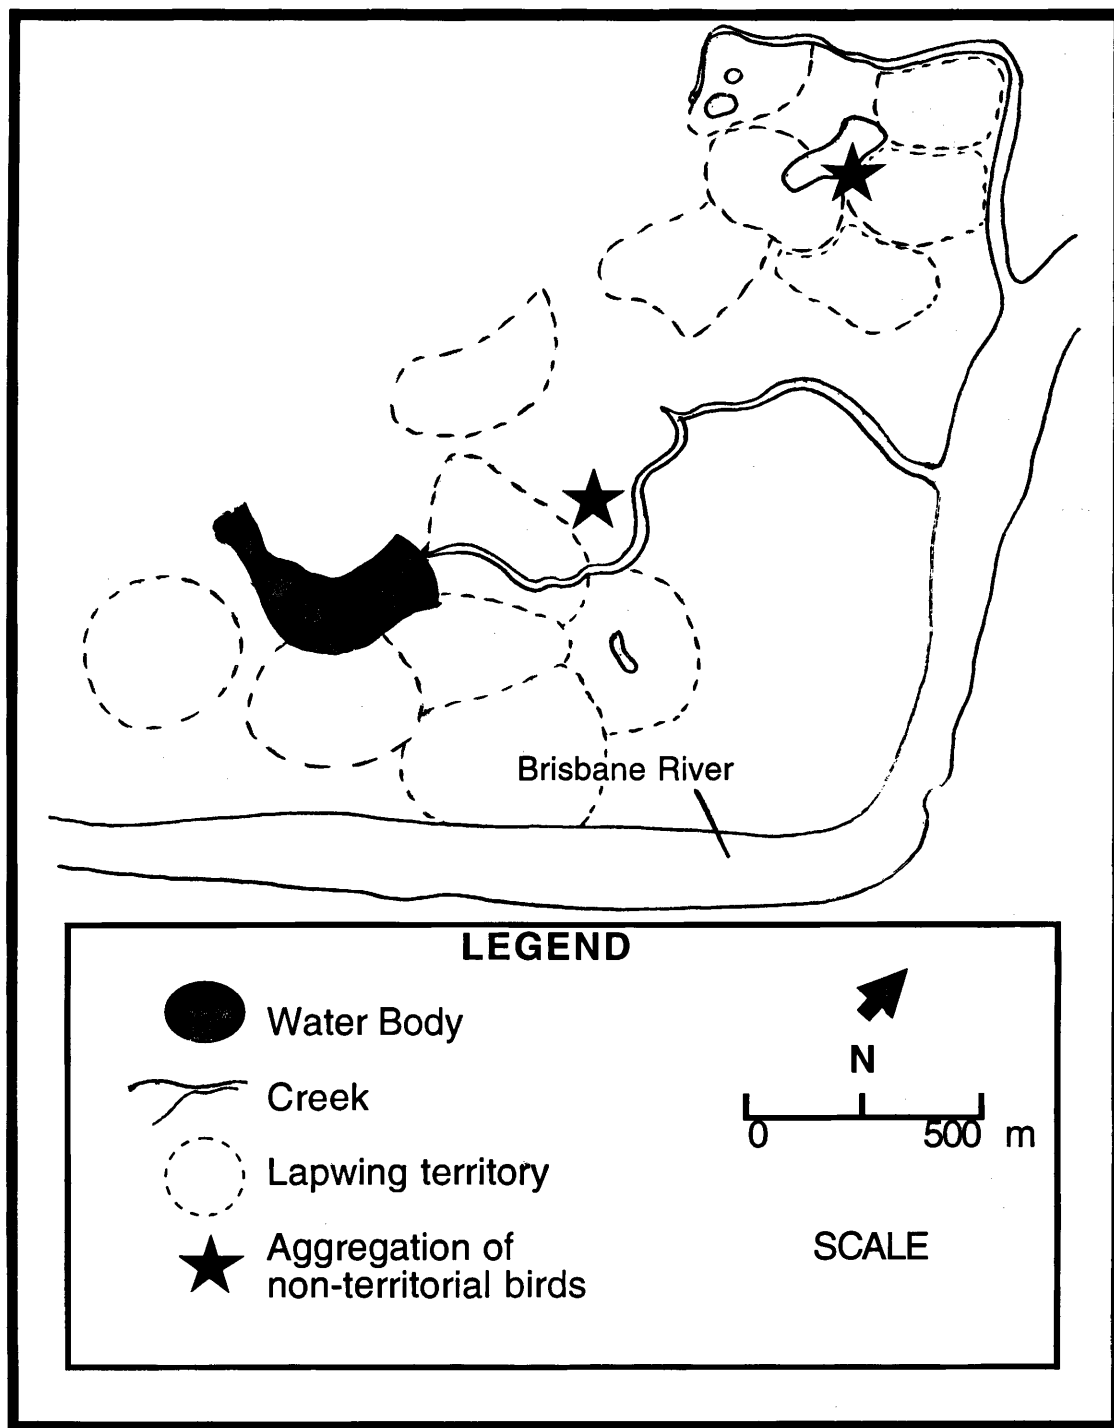 Brisbane River
LEGEND
Water Body
Creek
Lapwing territory
Aggregation of
non-territorial birds
N
0 500 m
SCALE